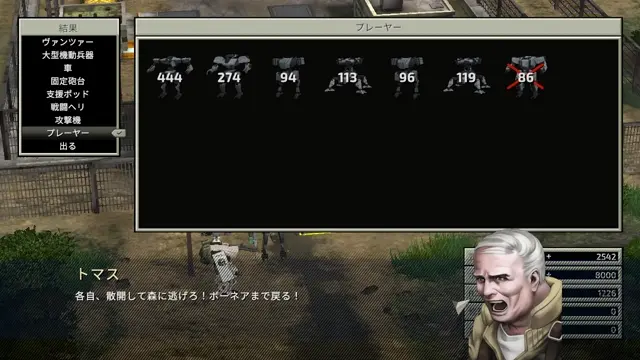 結果
ヴァンツァー
大型機動兵器
車
固定砲台
支援ポッド
戦闘ヘリ
攻撃機
プレーヤー
出る
プレーヤー
444
274
94
113
96
119
86
トマス
各自、散開して森に逃げろ！ボーネアまで戻る！
+ 2542
+ 8000
1226
0
0